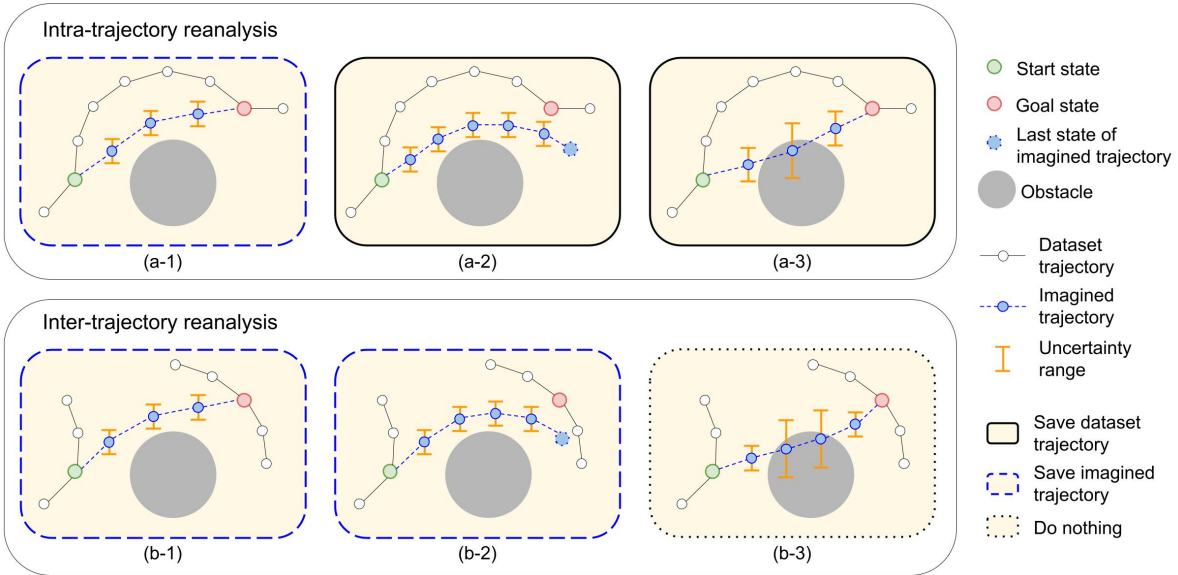 Intra-trajectory reanalysis
(a-1)
(a-2)
(a-3)
Inter-trajectory reanalysis
(b-1)
(b-2)
(b-3)
Start state
Goal state
Last state of
imagined trajectory
Obstacle
Dataset
trajectory
Imagined
trajectory
Uncertainty
range
Save dataset
trajectory
Save imagined
trajectory
Do nothing